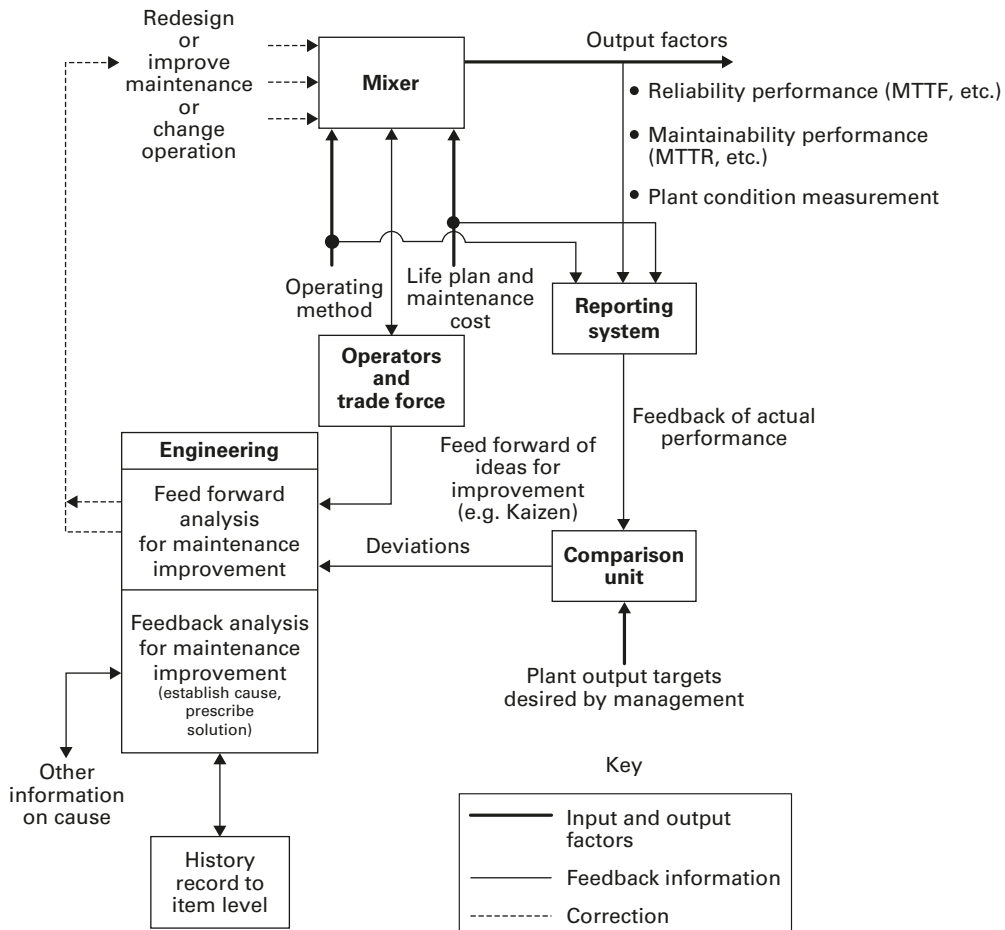 Redesign
or
improve
maintenance
or
change
operation
Mixer
Output factors
• Reliability performance (MTTF, etc.)
• Maintainability performance
(MTTR, etc.)
• Plant condition measurement
Operating
method
Life plan and
maintenance
cost
Reporting
system
Operators
and
trade force
Feedback of actual
performance
Feed forward of
ideas for
improvement
(e.g. Kaizen)
Engineering
Feed forward
analysis
for maintenance
improvement
Deviations
Comparison
unit
Feedback analysis
for maintenance
improvement
(establish cause,
prescribe
solution)
Plant output targets
desired by management
Other
information
on cause
History
record to
item level
Key
Input and output
factors
Feedback information
Correction